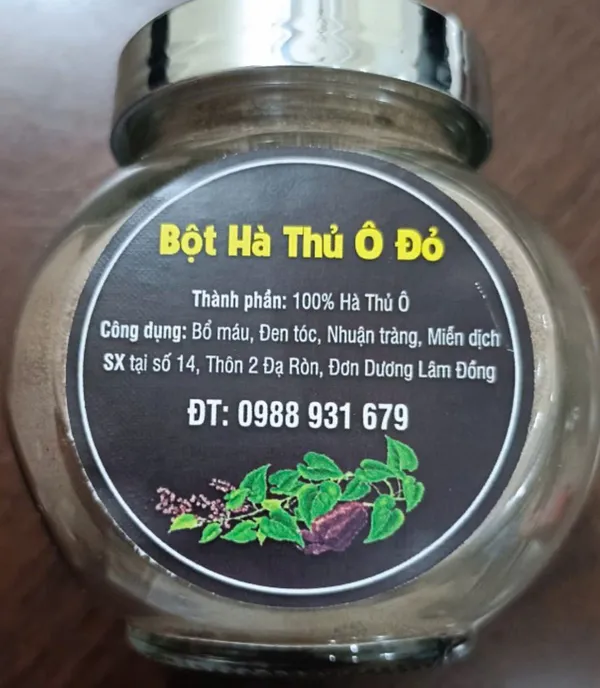 Bột Hà Thủ Ô Đỏ
Thành phần: 100% Hà Thủ Ô
Công dụng: Bổ máu, Đen tóc, Nhuận tràng, Miễn dịch
SX tại số 14, Thôn 2 Đạ Ròn, Đơn Dương Lâm Đồng
ĐT: 0988 931 679